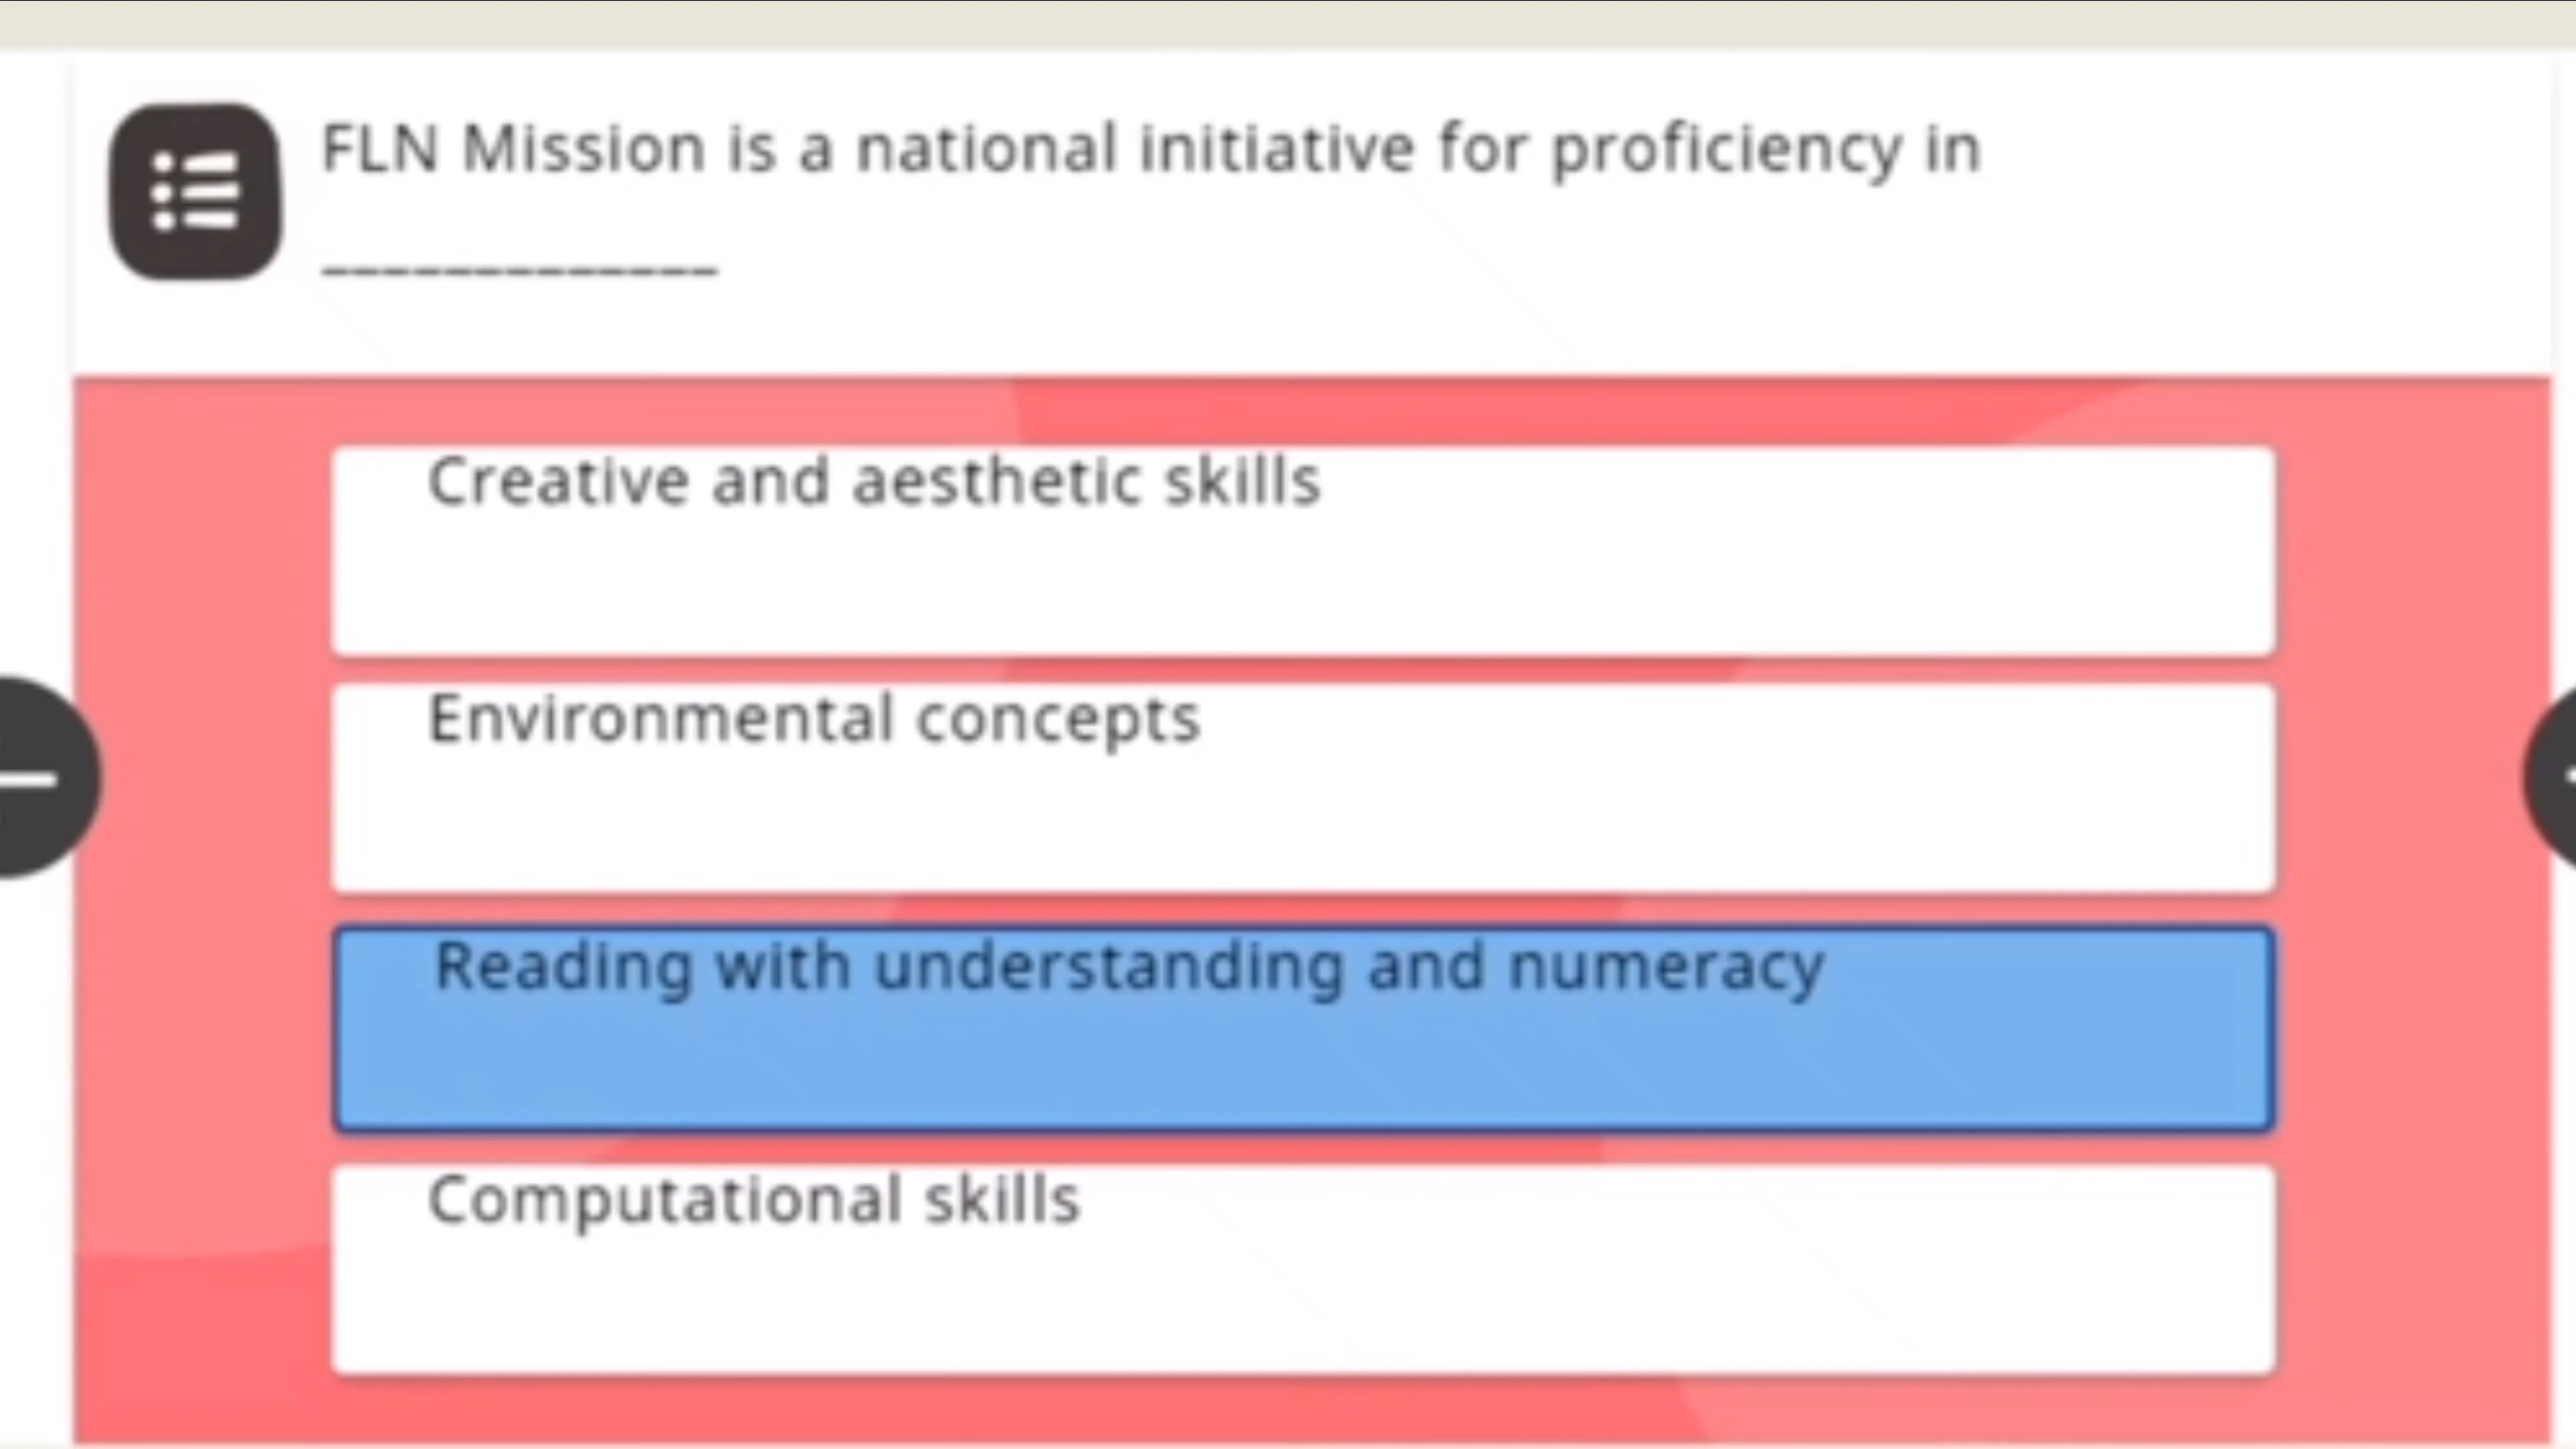 FLN Mission is a national initiative for proficiency in
_____________
Creative and aesthetic skills
Environmental concepts
Reading with understanding and numeracy
Computational skills